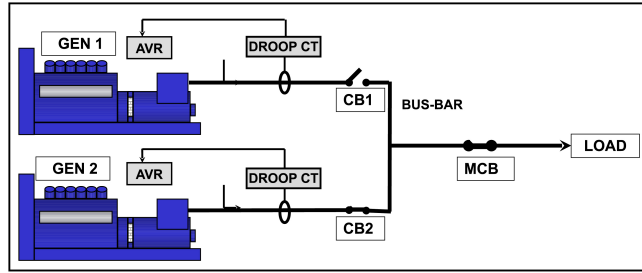 GEN 1
AVR
DROOP CT
CB1
BUS-BAR
GEN 2
AVR
DROOP CT
CB2
MCB
LOAD